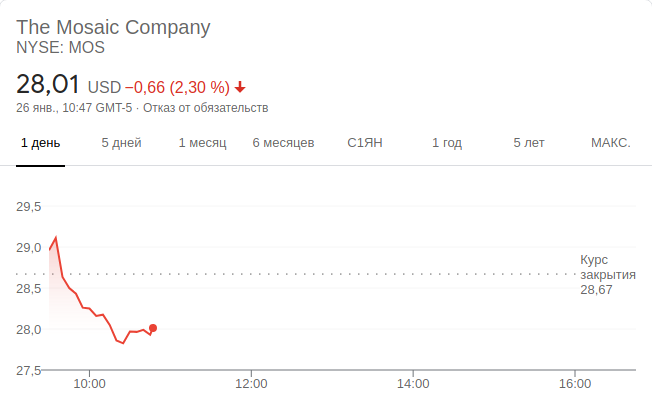 The Mosaic Company
NYSE: MOS
28,01 USD −0,66 (2,30 %)
26 янв., 10:47 GMT-5 · Отказ от обязательств
1 день 5 дней 1 месяц 6 месяцев С1ЯН 1 год 5 лет МАКС.
29,5
29,0
Курс
закрытия
28,67
28,5
28,0
27,5
10:00 12:00 14:00 16:00